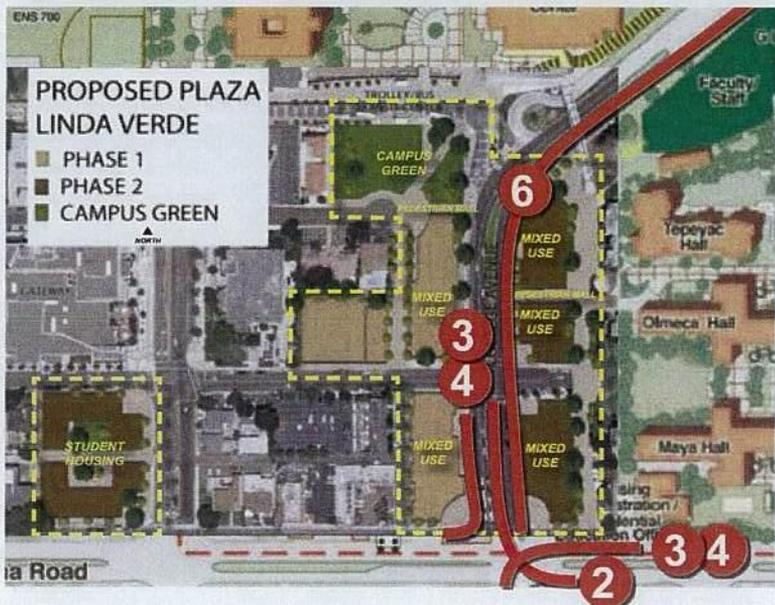 ENS 700
PROPOSED PLAZA
LINDA VERDE
PHASE 1
PHASE 2
CAMPUS GREEN
NORTH
TROLLEY/BUS
CAMPUS
GREEN
Faculty/
Staff
6
PEDESTRIAN MALL
MIXED
USE
Tepeyac
Hall
GATEWAY
MIXED
USE
PEDESTRIAN MALL
MIXED
USE
Olmeca Hall
3
4
STUDENT
HOUSING
MIXED
USE
MIXED
USE
Maya Hall
3 4
2
Road